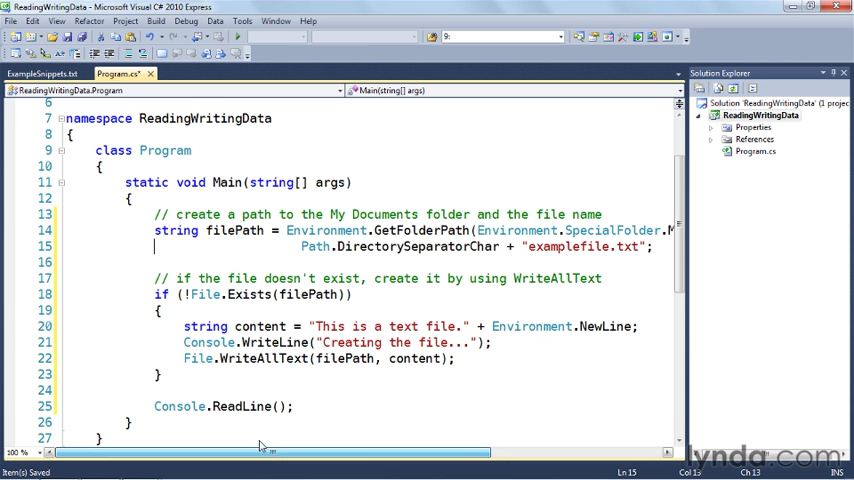 ReadingWritingData - Microsoft Visual C# 2010 Express
File Edit View Refactor Project Build Debug Data Tools Window Help
9:
ExampleSnippets.txt Program.cs* Solution Explorer
ReadingWritingData.Program Main(string[] args)
Solution 'ReadingWritingData' (1 projec
ReadingWritingData
Properties
References
Program.cs
6
7 namespace ReadingWritingData
8 {
9 class Program
10 {
11 static void Main(string[] args)
12 {
13 // create a path to the My Documents folder and the file name
14 string filePath = Environment.GetFolderPath(Environment.SpecialFolder.M
15 Path.DirectorySeparatorChar + "examplefile.txt";
16
17 // if the file doesn't exist, create it by using WriteAllText
18 if (!File.Exists(filePath))
19 {
20 string content = "This is a text file." + Environment.NewLine;
21 Console.WriteLine("Creating the file...");
22 File.WriteAllText(filePath, content);
23 }
24
25 Console.ReadLine();
26 }
27 }
100 %
lynda.com
Item(s) Saved Ln 15 Col 13 Ch 13 INS